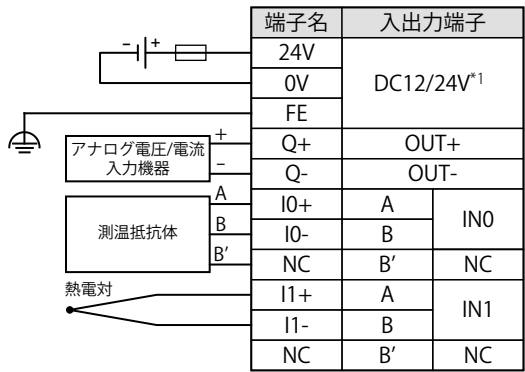 端子名 入出力端子
- + 24V DC12/24V*1
0V
FE
アナログ電圧/電流
入力機器
+ Q+ OUT+
- Q- OUT-
測温抵抗体
A I0+ A IN0
B I0- B
B′ NC B′ NC
熱電対
I1+ A IN1
I1- B
NC B′ NC